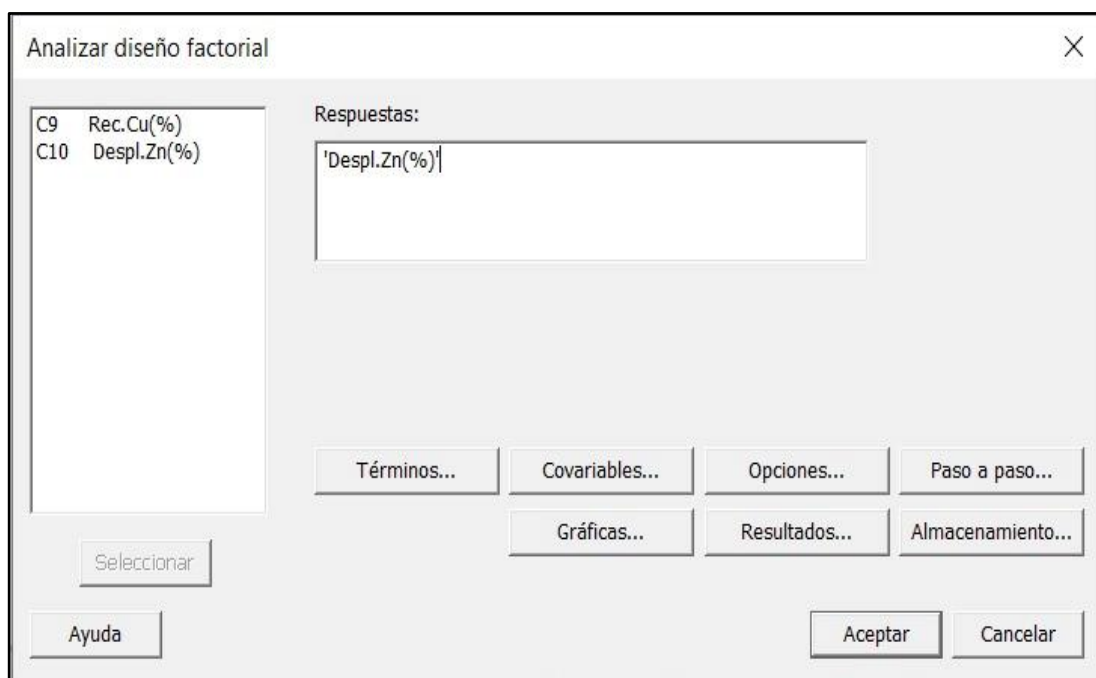 Analizar diseño factorial
C9 Rec.Cu(%)
C10 Despl.Zn(%)
Respuestas:
'Despl.Zn(%)'
Términos...
Covariables...
Opciones...
Paso a paso...
Gráficas...
Resultados...
Almacenamiento...
Seleccionar
Ayuda
Aceptar
Cancelar